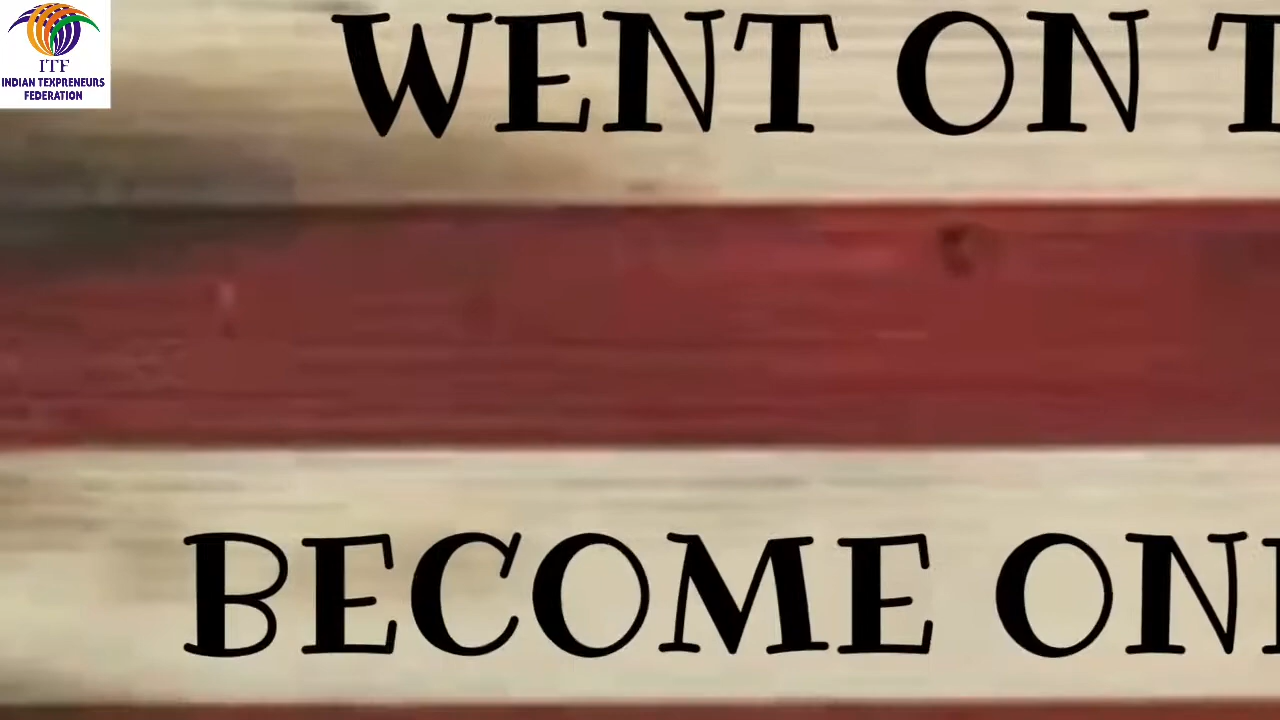 ITF
INDIAN TEXPRENEURS
FEDERATION
WENT ON
BECOME